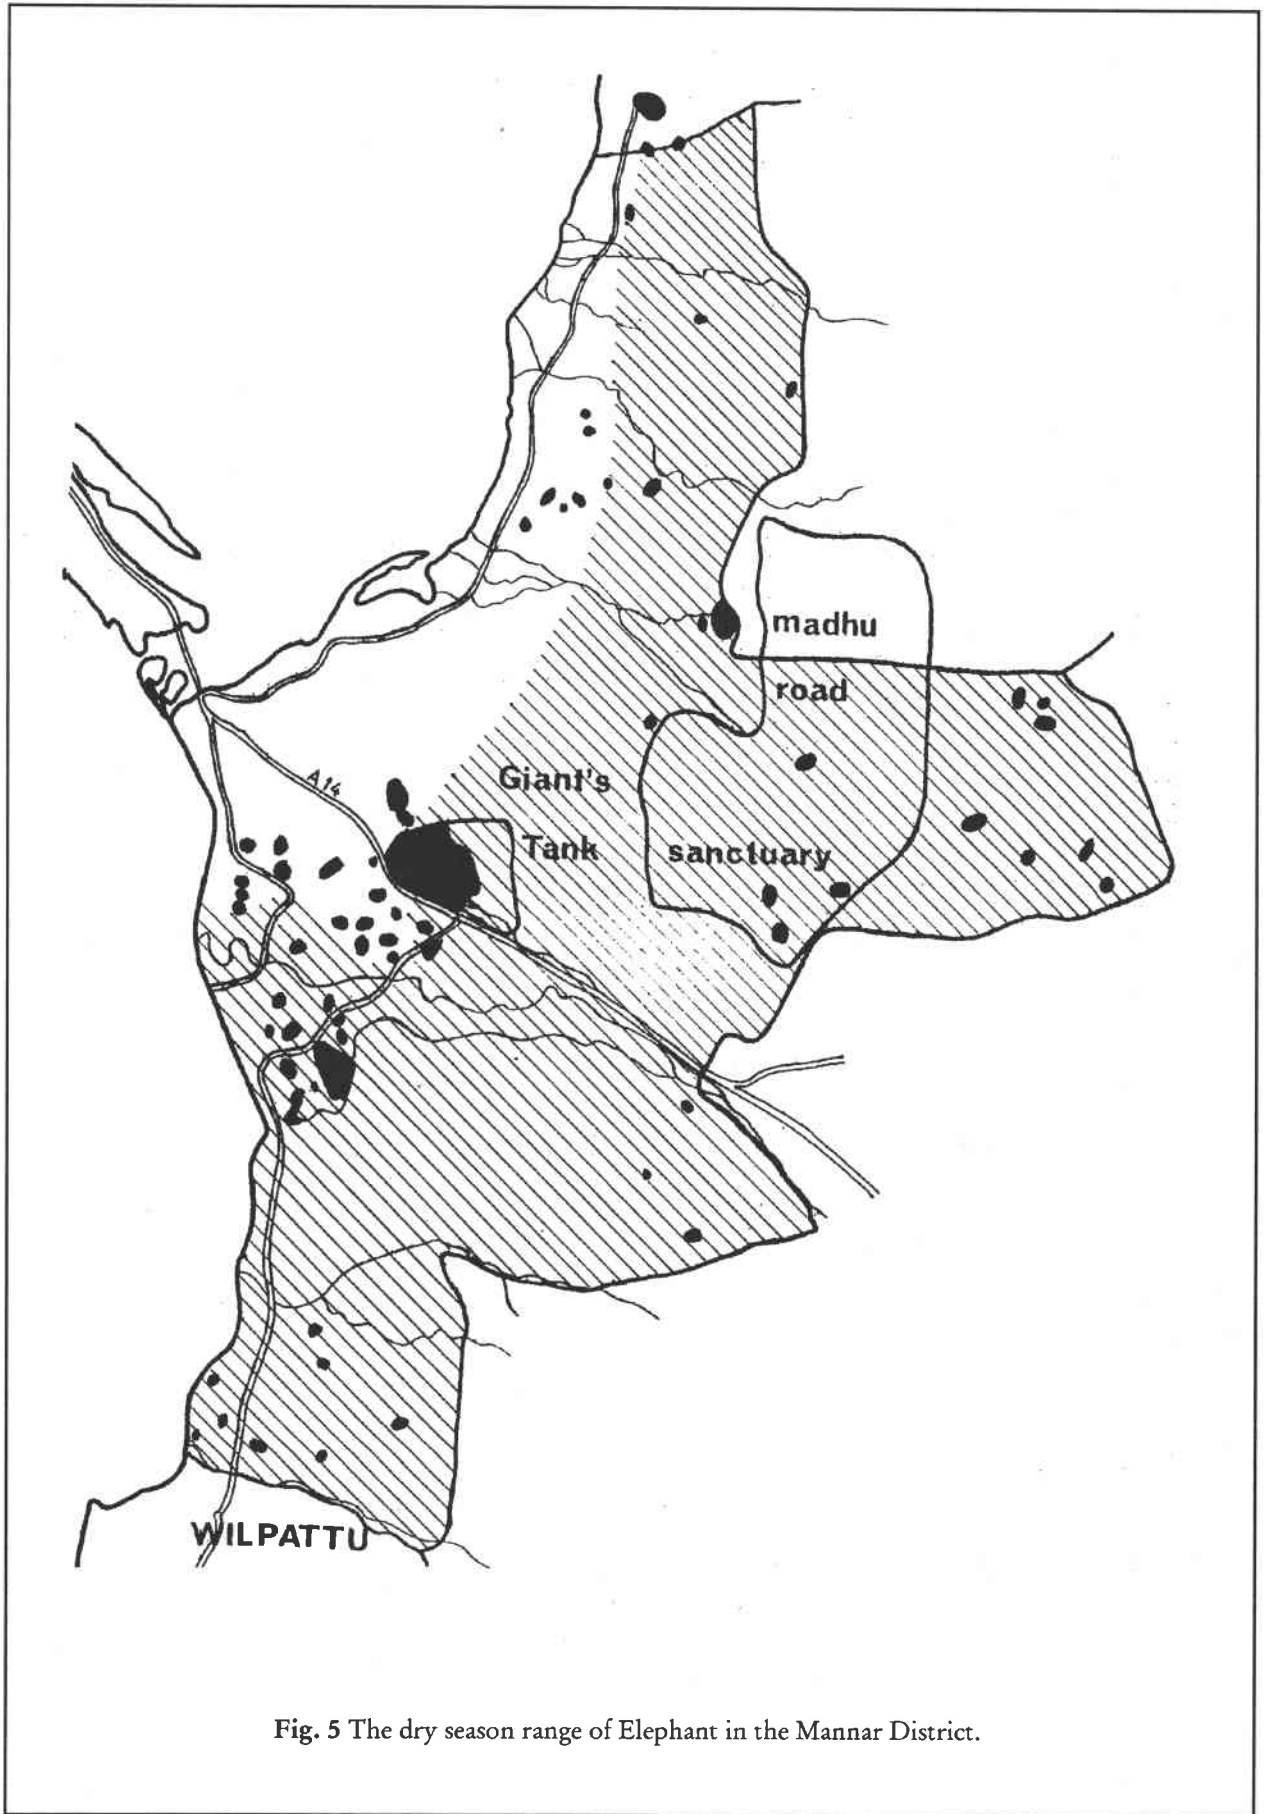 madhu
road
Giant's
A14
Tank
sanctuary
WILPATTU
Fig. 5 The dry season range of Elephant in the Mannar District.